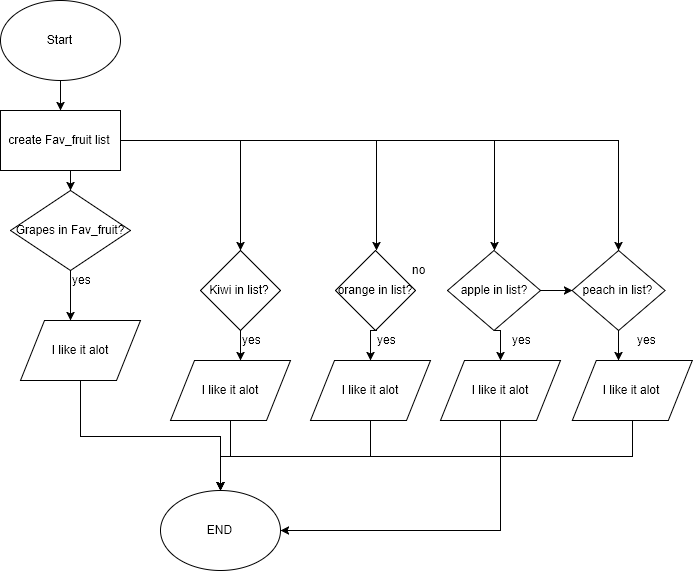 Start
create Fav_fruit list
Grapes in Fav_fruit?
yes
I like it alot
Kiwi in list?
orange in list?
no
apple in list?
peach in list?
yes
yes
yes
yes
I like it alot
I like it alot
I like it alot
I like it alot
END